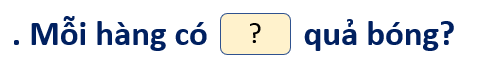 . Mỗi hàng có ? quả bóng?